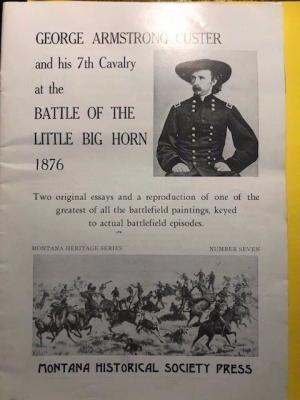 GEORGE ARMSTRONG CUSTER
and his 7th Cavalry
at the
BATTLE OF THE
LITTLE BIG HORN
1876
Two original essays and a reproduction of one of the
greatest of all the battlefield paintings, keyed
to actual battlefield episodes.
MONTANA HERITAGE SERIES NUMBER SEVEN
MONTANA HISTORICAL SOCIETY PRESS